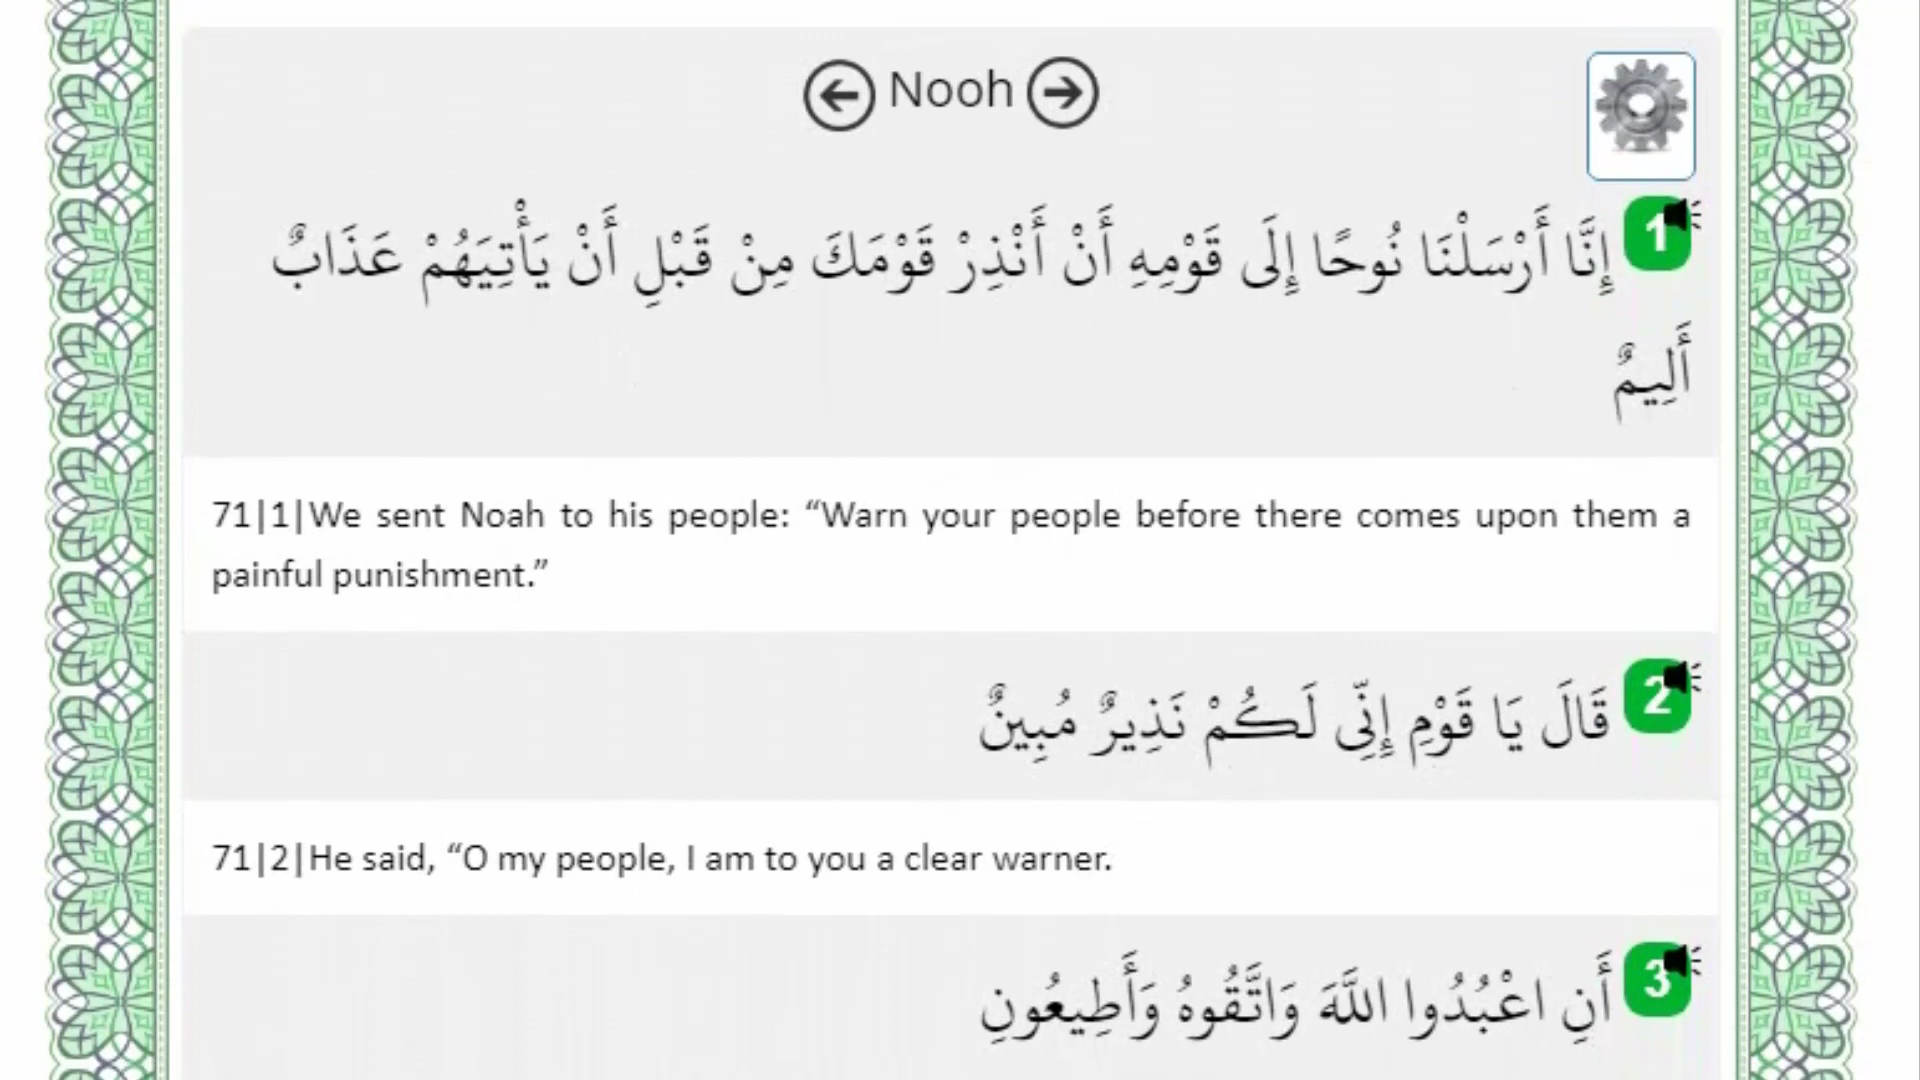 Nooh
1 إِنَّا أَرْسَلْنَا نُوحًا إِلَى قَوْمِهِ أَنْ أَنْذِرْ قَوْمَكَ مِنْ قَبْلِ أَنْ يَأْتِيَهُمْ عَذَابٌ
أَلِيمٌ
71|1|We sent Noah to his people: “Warn your people before there comes upon them a
painful punishment.”
2 قَالَ يَا قَوْمِ إِنِّي لَكُمْ نَذِيرٌ مُبِينٌ
71|2|He said, “O my people, I am to you a clear warner.
3 أَنِ اعْبُدُوا اللَّهَ وَاتَّقُوهُ وَأَطِيعُونِ